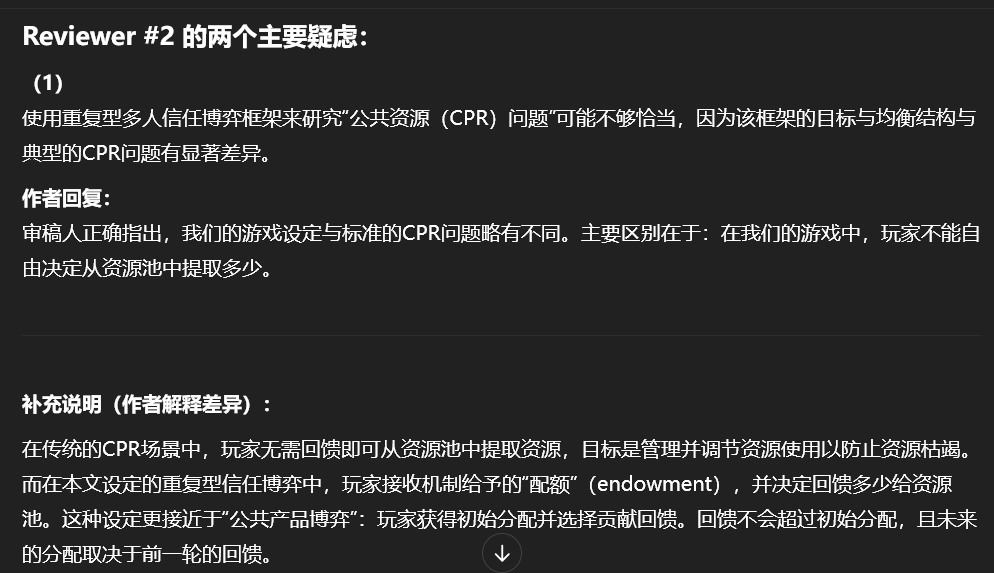 Reviewer #2 的两个主要疑虑：
（1）
使用重复型多人信任博弈框架来研究“公共资源（CPR）问题”可能不够恰当，因为该框架的目标与均衡结构与
典型的CPR问题有显著差异。
作者回复：
审稿人正确指出，我们的游戏设定与标准的CPR问题略有不同。主要区别在于：在我们的游戏中，玩家不能自
由决定从资源池中提取多少。
补充说明（作者解释差异）：
在传统的CPR场景中，玩家无需回馈即可从资源池中提取资源，目标是管理并调节资源使用以防止资源枯竭。
而在本文设定的重复型信任博弈中，玩家接收机制给予的“配额”（endowment），并决定回馈多少给资源
池。这种设定更接近于“公共产品博弈”：玩家获得初始分配并选择贡献回馈。回馈不会超过初始分配，且未来
的分配取决于前一轮的回馈。